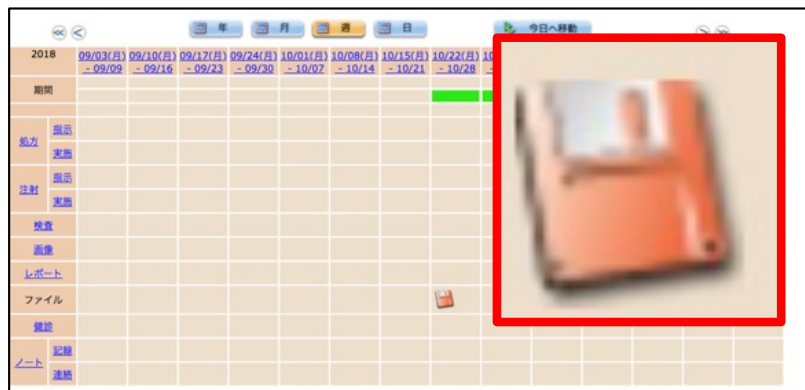 ≪ < 年 月 週 日 今日へ移動 > ≫
2018 09/03(月) 09/10(月) 09/17(月) 09/24(月) 10/01(月) 10/08(月) 10/15(月) 10/22(月)
- 09/09 - 09/16 - 09/23 - 09/30 - 10/07 - 10/14 - 10/21 - 10/28
期間
処方 指示
実施
注射 指示
実施
検査
画像
レポート
ファイル
健診
ノート 記録
連絡